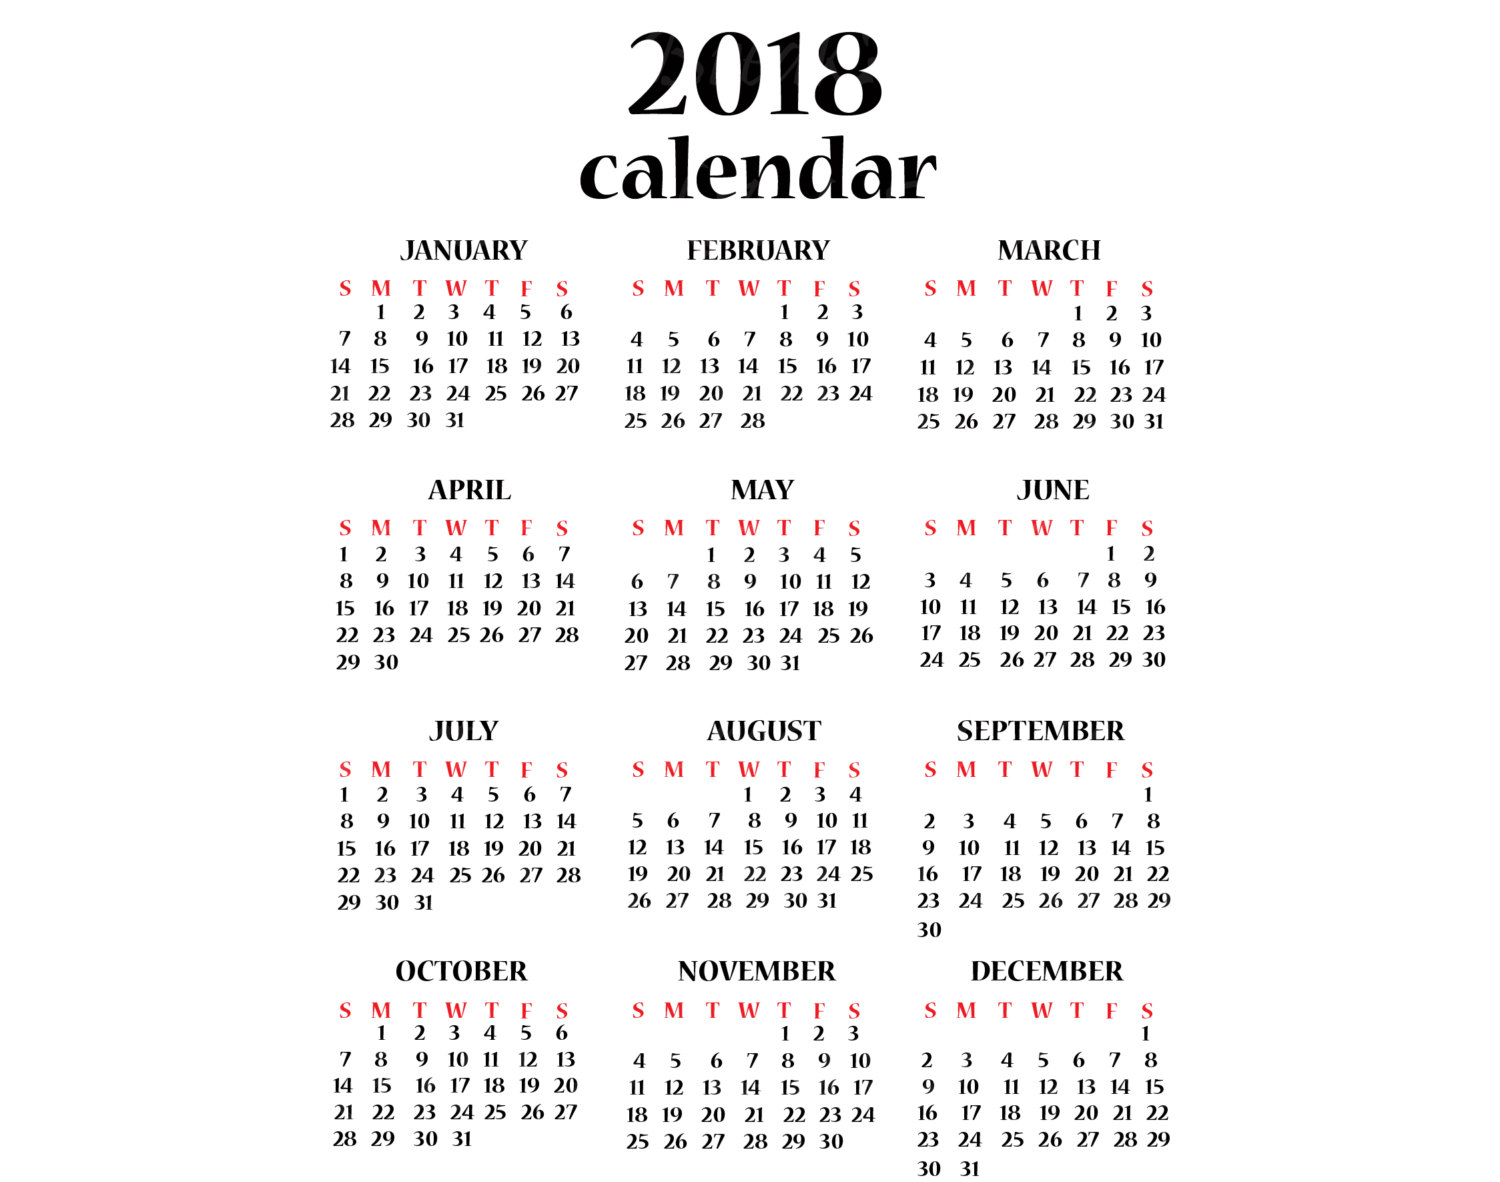 2018
calendar
JANUARY
S M T W T F S
1 2 3 4 5 6
7 8 9 10 11 12 13
14 15 16 17 18 19 20
21 22 23 24 25 26 27
28 29 30 31
FEBRUARY
S M T W T F S
1 2 3
4 5 6 7 8 9 10
11 12 13 14 15 16 17
18 19 20 21 22 23 24
25 26 27 28
MARCH
S M T W T F S
1 2 3
4 5 6 7 8 9 10
11 12 13 14 15 16 17
18 19 20 21 22 23 24
25 26 27 28 29 30 31
APRIL
S M T W T F S
1 2 3 4 5 6 7
8 9 10 11 12 13 14
15 16 17 18 19 20 21
22 23 24 25 26 27 28
29 30
MAY
S M T W T F S
1 2 3 4 5
6 7 8 9 10 11 12
13 14 15 16 17 18 19
20 21 22 23 24 25 26
27 28 29 30 31
JUNE
S M T W T F S
1 2
3 4 5 6 7 8 9
10 11 12 13 14 15 16
17 18 19 20 21 22 23
24 25 26 27 28 29 30
JULY
S M T W T F S
1 2 3 4 5 6 7
8 9 10 11 12 13 14
15 16 17 18 19 20 21
22 23 24 25 26 27 28
29 30 31
AUGUST
S M T W T F S
1 2 3 4
5 6 7 8 9 10 11
12 13 14 15 16 17 18
19 20 21 22 23 24 25
26 27 28 29 30 31
SEPTEMBER
S M T W T F S
1
2 3 4 5 6 7 8
9 10 11 12 13 14 15
16 17 18 19 20 21 22
23 24 25 26 27 28 29
30
OCTOBER
S M T W T F S
1 2 3 4 5 6
7 8 9 10 11 12 13
14 15 16 17 18 19 20
21 22 23 24 25 26 27
28 29 30 31
NOVEMBER
S M T W T F S
1 2 3
4 5 6 7 8 9 10
11 12 13 14 15 16 17
18 19 20 21 22 23 24
25 26 27 28 29 30
DECEMBER
S M T W T F S
1
2 3 4 5 6 7 8
9 10 11 12 13 14 15
16 17 18 19 20 21 22
23 24 25 26 27 28 29
30 31